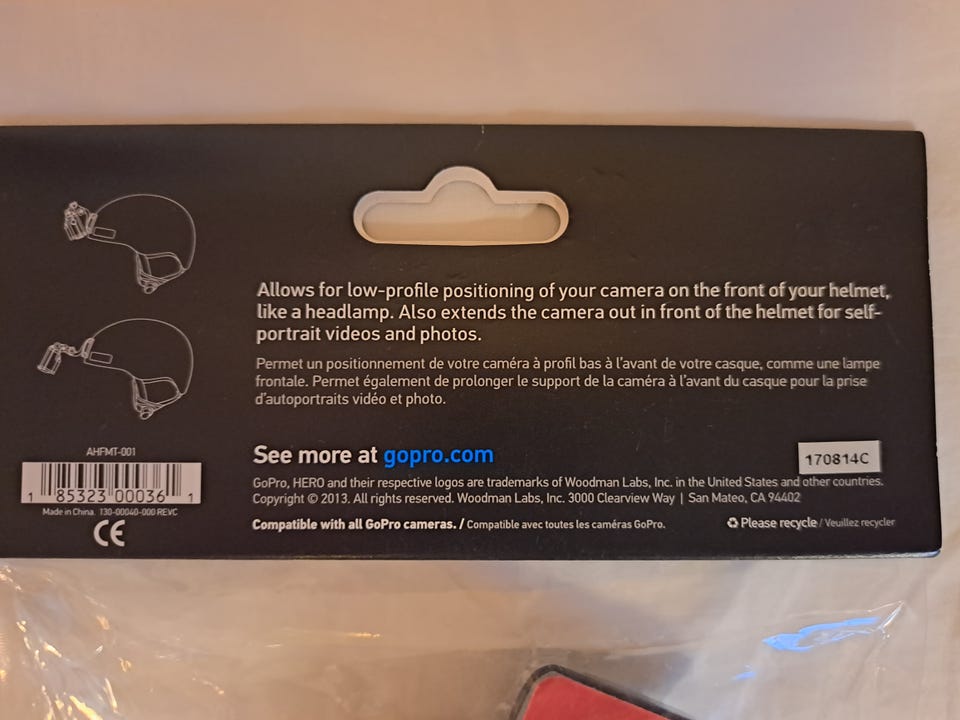 Allows for low-profile positioning of your camera on the front of your helmet,
like a headlamp. Also extends the camera out in front of the helmet for self-
portrait videos and photos.
Permet un positionnement de votre caméra à profil bas à l'avant de votre casque, comme une lampe
frontale. Permet également de prolonger le support de la caméra à l'avant du casque pour la prise
d'autoportraits vidéo et photo.
AHFMT-001
1 85323 00036 1
Made in China. 130-00040-000 REVC
CE
See more at gopro.com
170814C
GoPro, HERO and their respective logos are trademarks of Woodman Labs, Inc. in the United States and other countries.
Copyright © 2013. All rights reserved. Woodman Labs, Inc. 3000 Clearview Way | San Mateo, CA 94402
Compatible with all GoPro cameras. / Compatible avec toutes les caméras GoPro.
Please recycle / Veuillez recycler